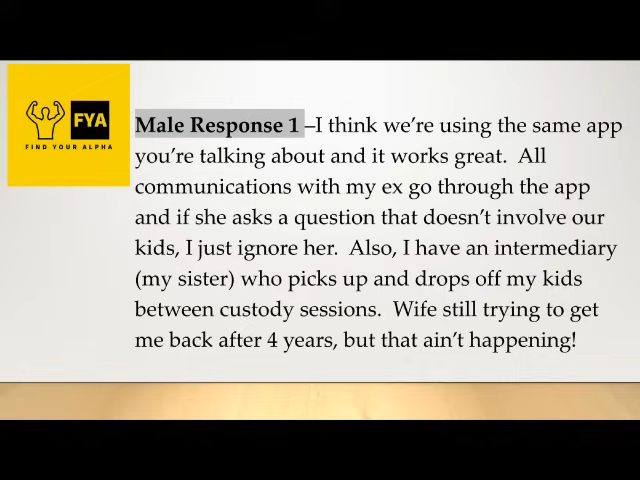 FYA
FIND YOUR ALPHA
Male Response 1 –I think we’re using the same app
you’re talking about and it works great.  All
communications with my ex go through the app
and if she asks a question that doesn’t involve our
kids, I just ignore her.  Also, I have an intermediary
(my sister) who picks up and drops off my kids
between custody sessions.  Wife still trying to get
me back after 4 years, but that ain’t happening!